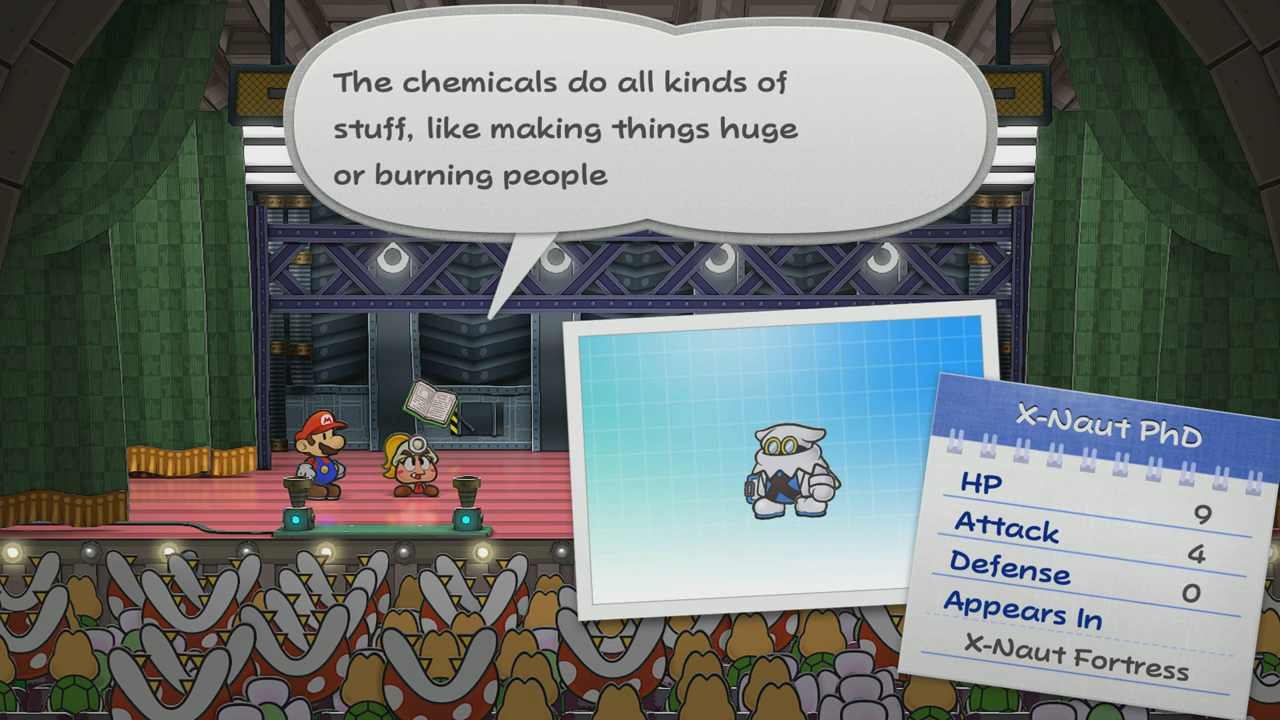 The chemicals do all kinds of
stuff, like making things huge
or burning people
X-Naut PhD
HP
9
Attack
4
Defense
0
Appears In
X-Naut Fortress
M